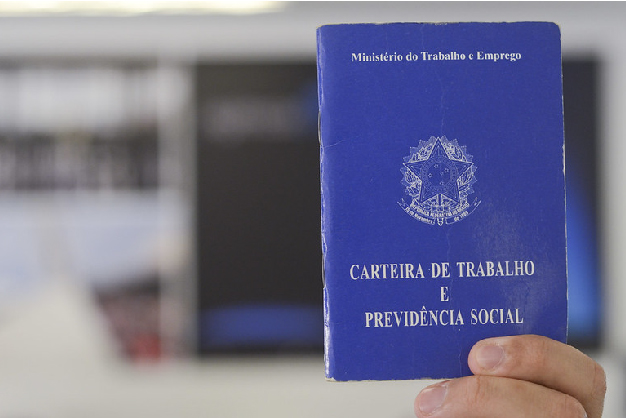 Ministério do Trabalho e Emprego
CARTEIRA DE TRABALHO
E
PREVIDÊNCIA SOCIAL